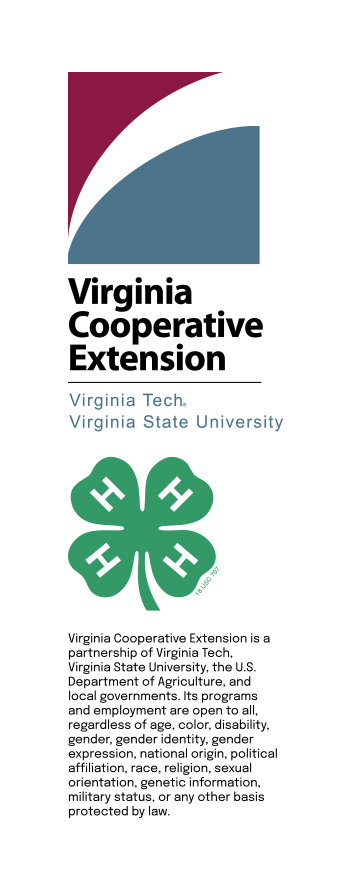 Virginia
Cooperative
Extension
Virginia Tech®
Virginia State University
H H
H H
18 USC 707
Virginia Cooperative Extension is a
partnership of Virginia Tech,
Virginia State University, the U.S.
Department of Agriculture, and
local governments. Its programs
and employment are open to all,
regardless of age, color, disability,
gender, gender identity, gender
expression, national origin, political
affiliation, race, religion, sexual
orientation, genetic information,
military status, or any other basis
protected by law.